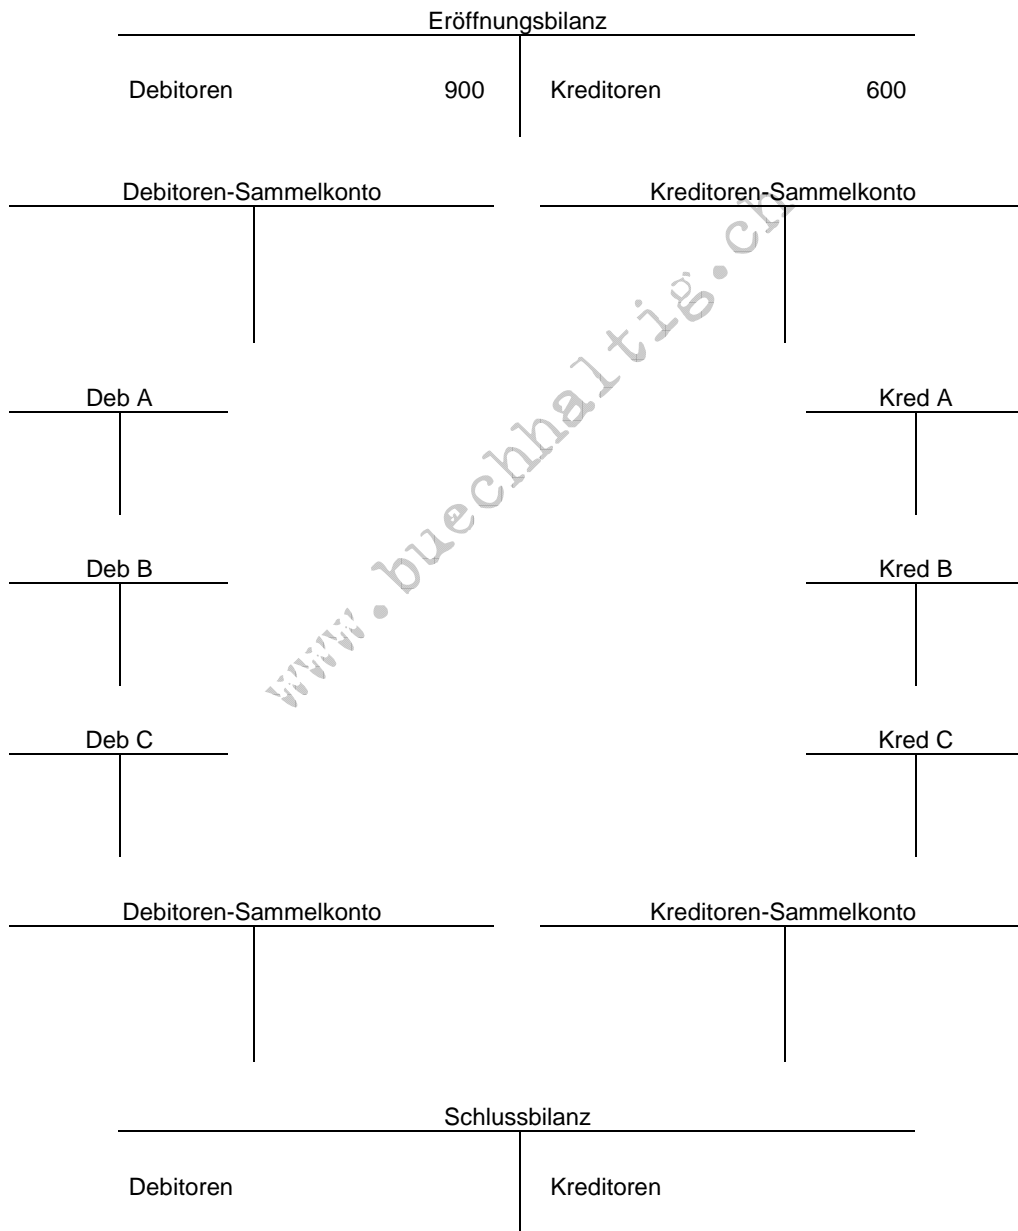 Eröffnungsbilanz
Debitoren 900 Kreditoren 600
Debitoren-Sammelkonto Kreditoren-Sammelkonto
Deb A Kred A
Deb B Kred B
Deb C Kred C
Debitoren-Sammelkonto Kreditoren-Sammelkonto
Schlussbilanz
Debitoren Kreditoren
www.buechhaltig.ch